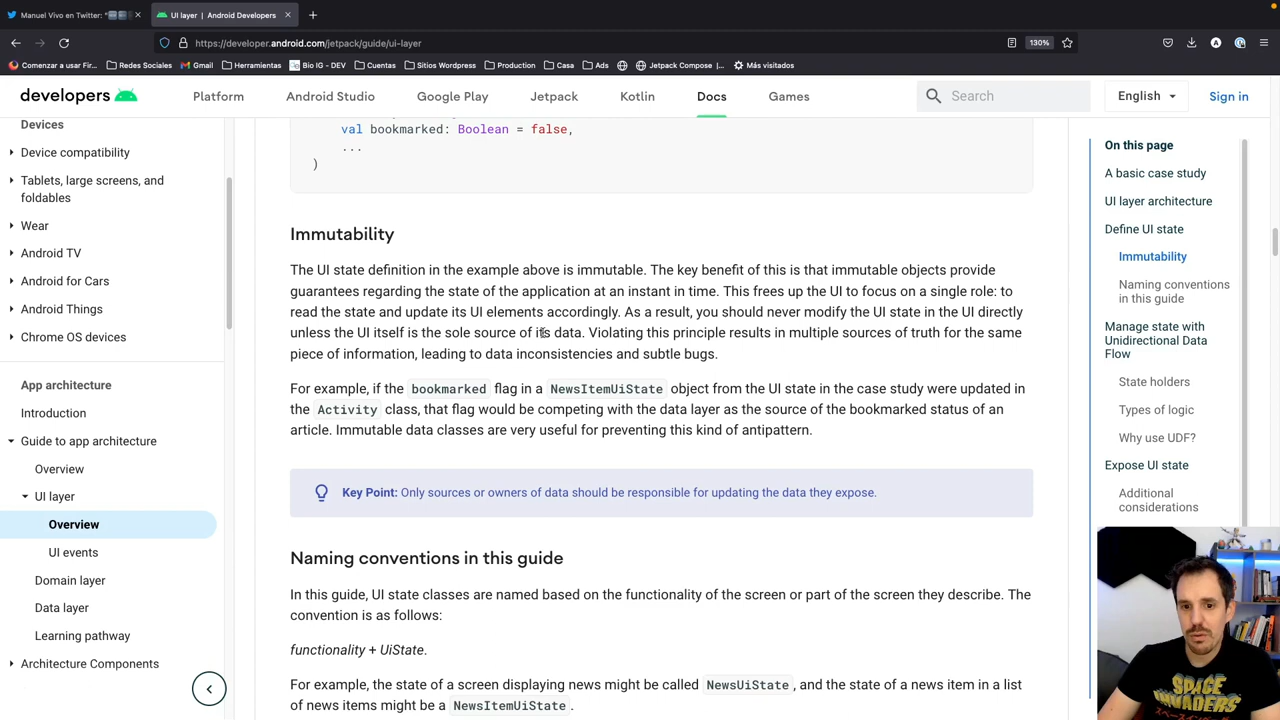 Manuel Vivo en Twitter: "
UI layer | Android Developers
https://developer.android.com/jetpack/guide/ui-layer
130%
Comenzar a usar Fir…
Redes Sociales
Gmail
Herramientas
Bio IG - DEV
Cuentas
Sitios Wordpress
Production
Casa
Ads
Jetpack Compose |…
Más visitados
developers
Platform
Android Studio
Google Play
Jetpack
Kotlin
Docs
Games
Search
English
Sign in
Devices
Device compatibility
Tablets, large screens, and
foldables
Wear
Android TV
Android for Cars
Android Things
Chrome OS devices
App architecture
Introduction
Guide to app architecture
Overview
UI layer
Overview
UI events
Domain layer
Data layer
Learning pathway
Architecture Components
val bookmarked: Boolean = false,
...
)
Immutability
The UI state definition in the example above is immutable. The key benefit of this is that immutable objects provide
guarantees regarding the state of the application at an instant in time. This frees up the UI to focus on a single role: to
read the state and update its UI elements accordingly. As a result, you should never modify the UI state in the UI directly
unless the UI itself is the sole source of its data. Violating this principle results in multiple sources of truth for the same
piece of information, leading to data inconsistencies and subtle bugs.
For example, if the bookmarked flag in a NewsItemUiState object from the UI state in the case study were updated in
the Activity class, that flag would be competing with the data layer as the source of the bookmarked status of an
article. Immutable data classes are very useful for preventing this kind of antipattern.
Key Point: Only sources or owners of data should be responsible for updating the data they expose.
Naming conventions in this guide
In this guide, UI state classes are named based on the functionality of the screen or part of the screen they describe. The
convention is as follows:
functionality + UiState.
For example, the state of a screen displaying news might be called NewsUiState, and the state of a news item in a list
of news items might be a NewsItemUiState.
On this page
A basic case study
UI layer architecture
Define UI state
Immutability
Naming conventions
in this guide
Manage state with
Unidirectional Data
Flow
State holders
Types of logic
Why use UDF?
Expose UI state
Additional
considerations
SPACE
INVADERS